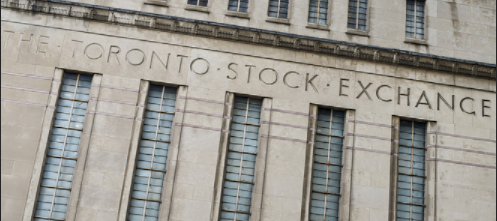 THE · TORONTO · STOCK · EXCHANGE